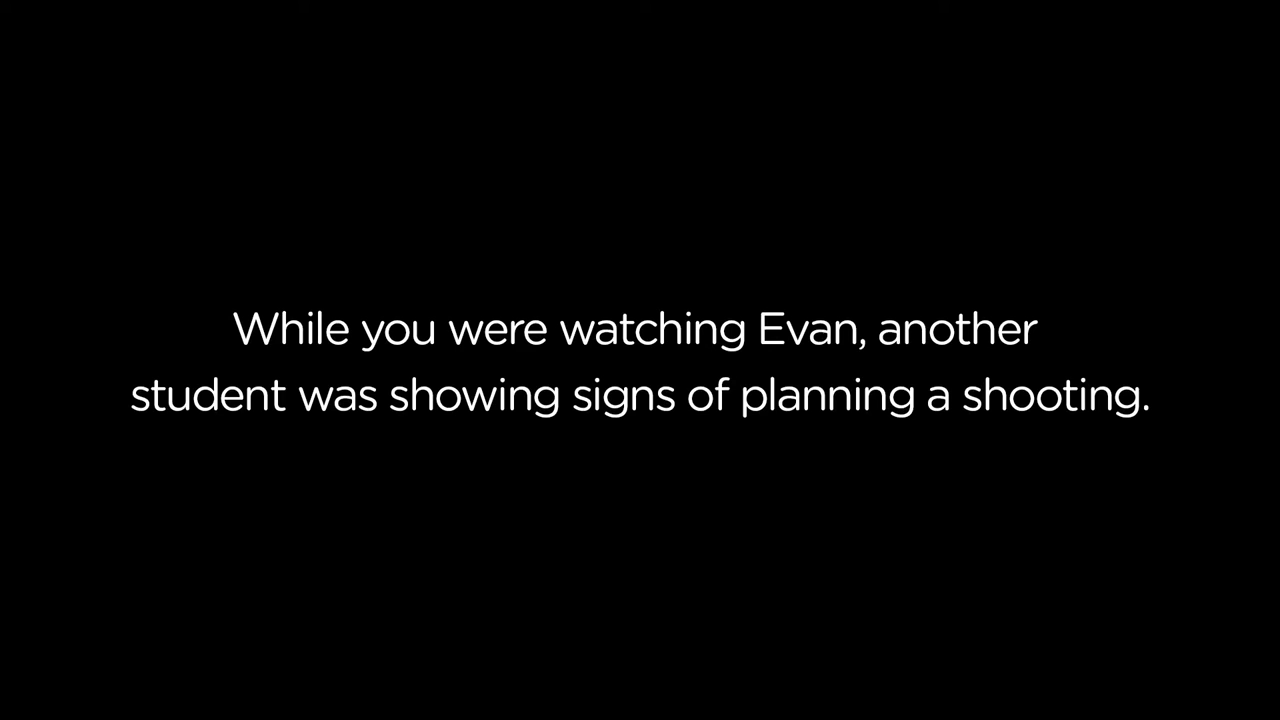 While you were watching Evan, another
student was showing signs of planning a shooting.